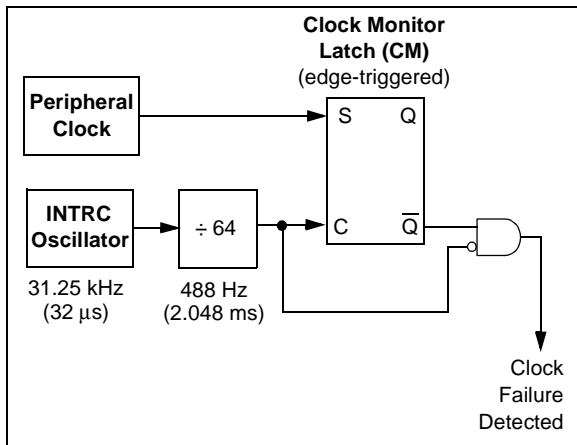 Clock Monitor
Latch (CM)
(edge-triggered)
Peripheral
Clock
S Q
INTRC
Oscillator
÷ 64
C Q̅
31.25 kHz
(32 μs)
488 Hz
(2.048 ms)
Clock
Failure
Detected